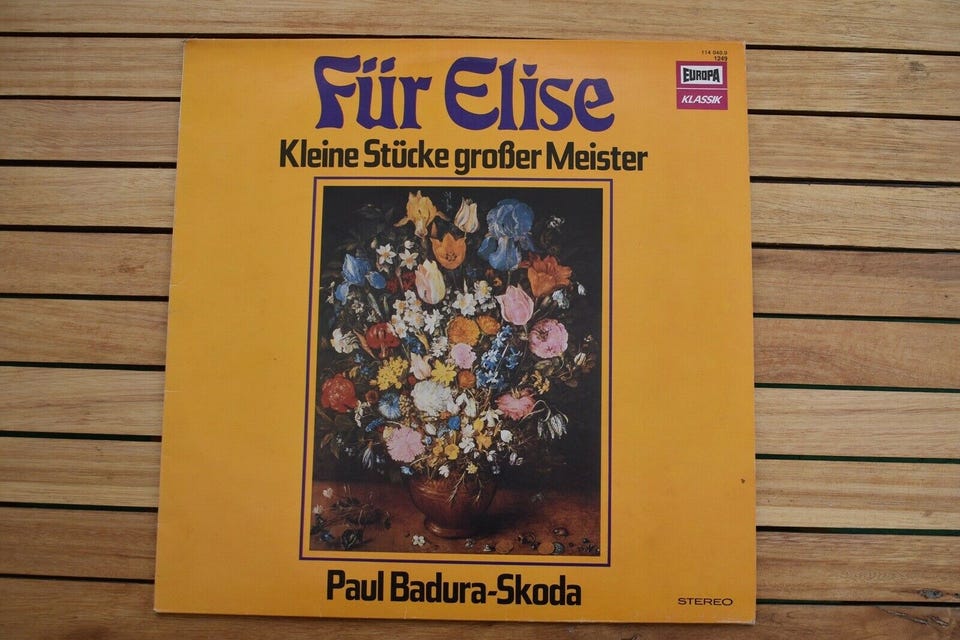 114 040.9
1249
EUROPA
KLASSIK
Für Elise
Kleine Stücke großer Meister
Paul Badura-Skoda
STEREO